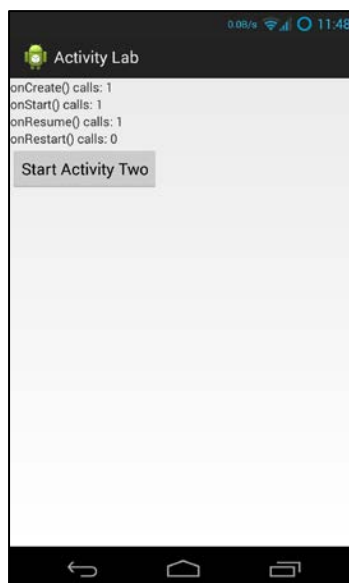 0.0B/s 11:48
Activity Lab
onCreate() calls: 1
onStart() calls: 1
onResume() calls: 1
onRestart() calls: 0
Start Activity Two